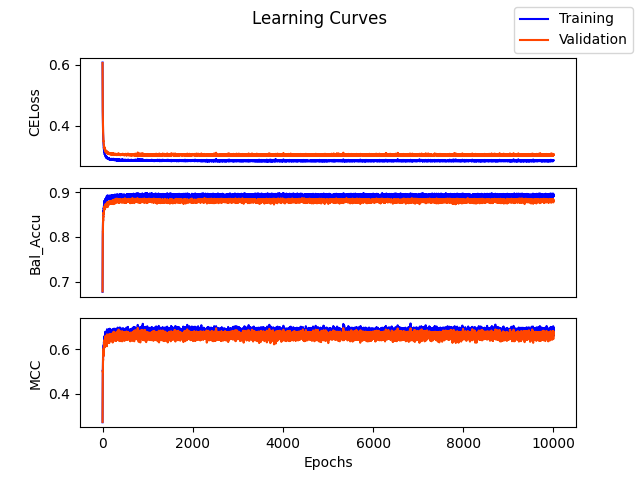 Learning Curves
Training
Validation
0.6
0.4
CELoss
0.9
0.8
0.7
Bal_Accu
0.6
0.4
MCC
0 2000 4000 6000 8000 10000
Epochs